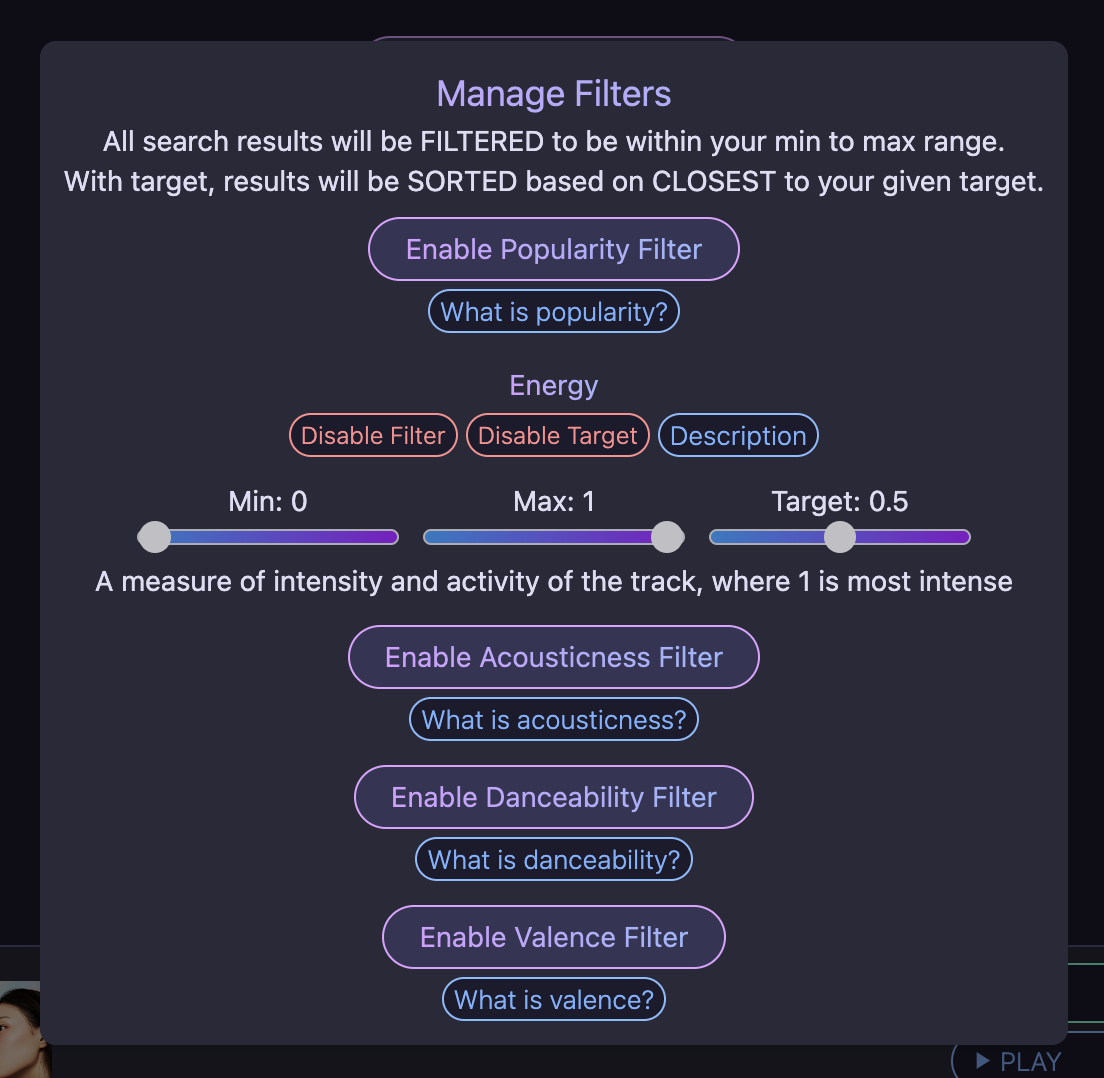 Manage Filters
All search results will be FILTERED to be within your min to max range.
With target, results will be SORTED based on CLOSEST to your given target.
Enable Popularity Filter
What is popularity?
Energy
Disable Filter Disable Target Description
Min: 0 Max: 1 Target: 0.5
A measure of intensity and activity of the track, where 1 is most intense
Enable Acousticness Filter
What is acousticness?
Enable Danceability Filter
What is danceability?
Enable Valence Filter
What is valence?
PLAY